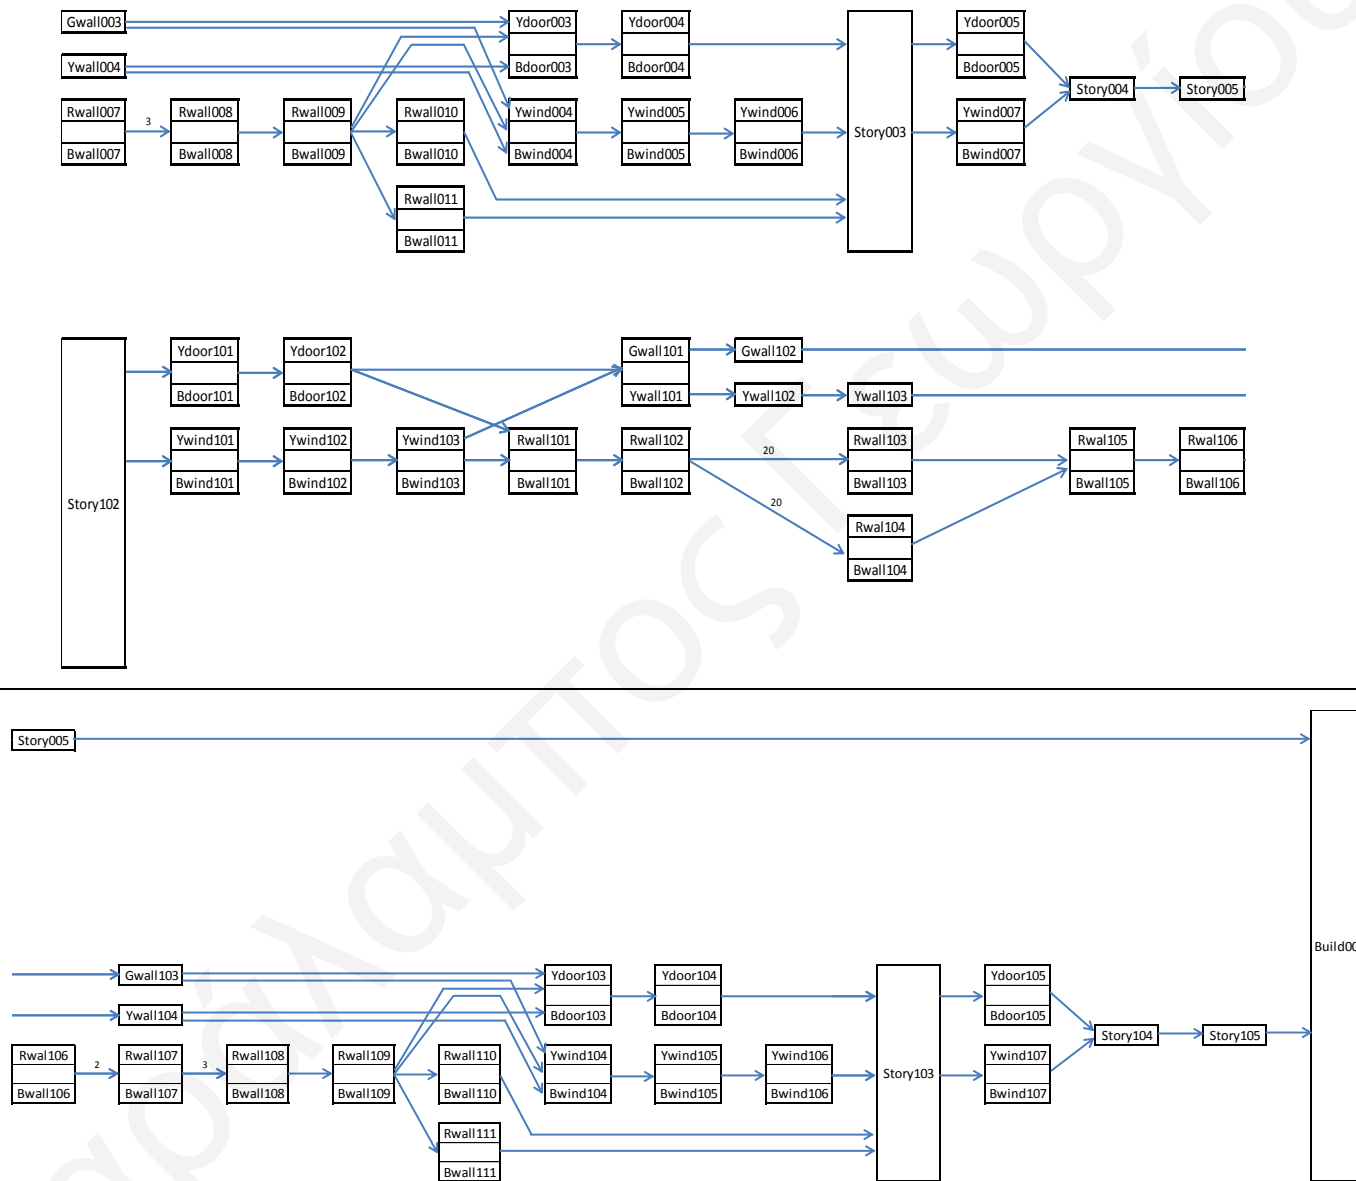 Gwall003 Ydoor003 Ydoor004 Ydoor005
Ywall004 Bdoor003 Bdoor004 Bdoor005
Story004 Story005
Rwall007 3 Rwall008 Rwall009 Rwall010 Ywind004 Ywind005 Ywind006 Story003 Ywind007
Bwall007 Bwall008 Bwall009 Bwall010 Bwind004 Bwind005 Bwind006 Bwind007
Rwall011
Bwall011
Ydoor101 Ydoor102 Gwall101 Gwall102
Bdoor101 Bdoor102 Ywall101 Ywall102 Ywall103
Ywind101 Ywind102 Ywind103 Rwall101 Rwall102 20 Rwall103 Rwal105 Rwal106
Bwind101 Bwind102 Bwind103 Bwall101 Bwall102 Bwall103 Bwall105 Bwall106
Story102 20
Rwal104
Bwall104
Story005
Build00
Gwall103 Ydoor103 Ydoor104 Ydoor105
Ywall104 Bdoor103 Bdoor104 Bdoor105
Story104 Story105
Rwal106 2 Rwall107 3 Rwall108 Rwall109 Rwall110 Ywind104 Ywind105 Ywind106 Story103 Ywind107
Bwall106 Bwall107 Bwall108 Bwall109 Bwall110 Bwind104 Bwind105 Bwind106 Bwind107
Rwall111
Bwall111
αράλαμπος Γεωργίου